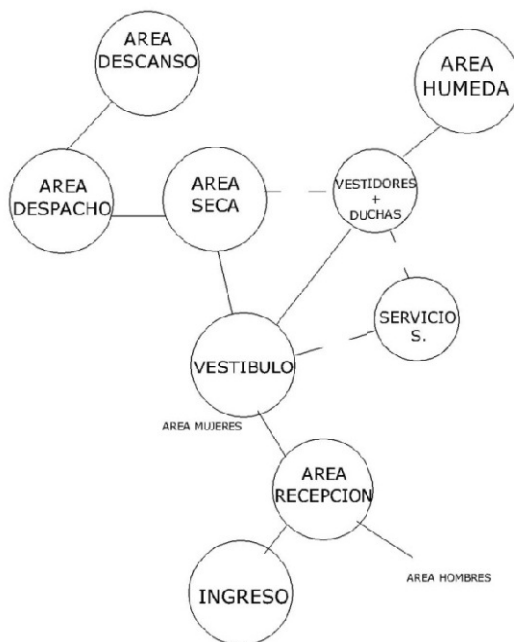 AREA
DESCANSO
AREA
HUMEDA
AREA
DESPACHO
AREA
SECA
VESTIDORES
+
DUCHAS
SERVICIO
S.
VESTIBULO
AREA MUJERES
AREA
RECEPCION
AREA HOMBRES
INGRESO